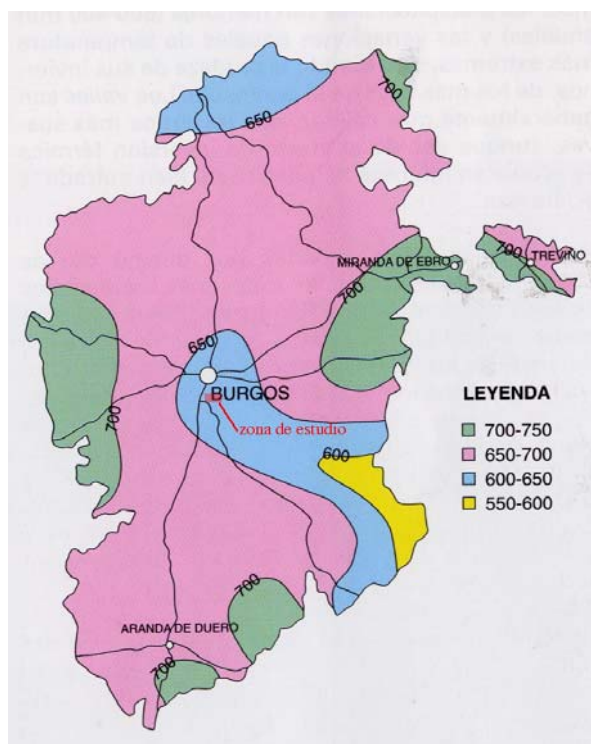 650
700
700
TREVIÑO
MIRANDA DE EBRO
700
650
BURGOS
zona de estudio
LEYENDA
700-750
650-700
600-650
550-600
700
600
700
ARANDA DE DUERO
700